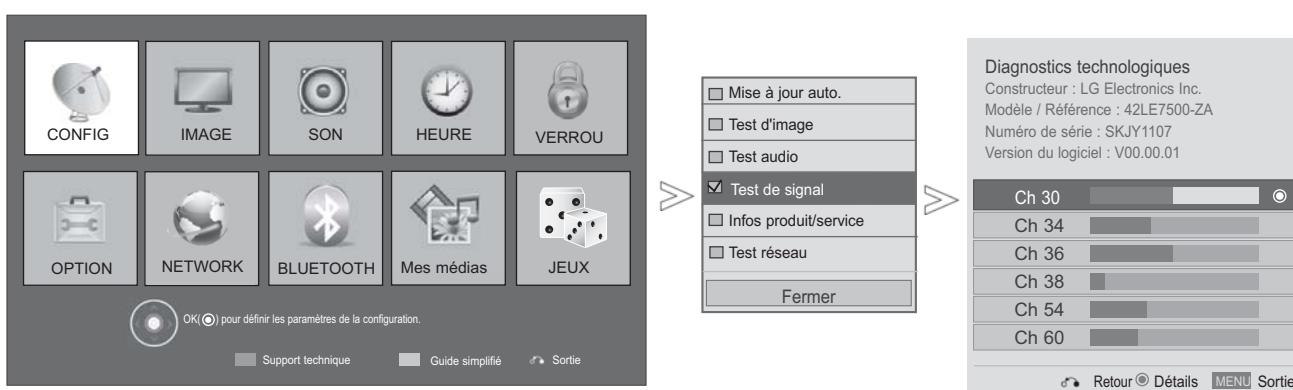 CONFIG
IMAGE
SON
HEURE
VERROU
OPTION
NETWORK
BLUETOOTH
Mes médias
JEUX
OK(◉) pour définir les paramètres de la configuration.
Support technique
Guide simplifié
Sortie
Mise à jour auto.
Test d'image
Test audio
Test de signal
Infos produit/service
Test réseau
Fermer
Diagnostics technologiques
Constructeur : LG Electronics Inc.
Modèle / Référence : 42LE7500-ZA
Numéro de série : SKJY1107
Version du logiciel : V00.00.01
Ch 30
Ch 34
Ch 36
Ch 38
Ch 54
Ch 60
Retour ◉ Détails MENU Sortie